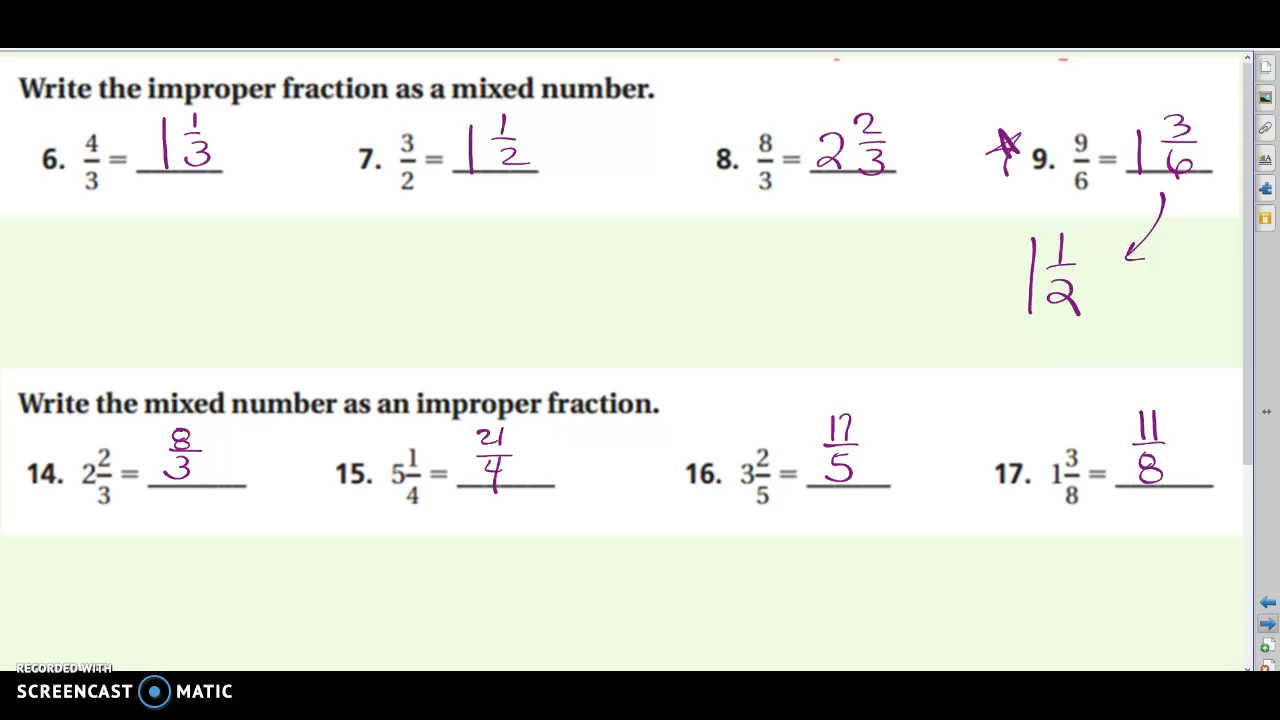 Write the improper fraction as a mixed number.
6. 4/3 = 1 1/3 7. 3/2 = 1 1/2 8. 8/3 = 2 2/3 9. 9/6 = 1 3/6
1 1/2
Write the mixed number as an improper fraction.
14. 2 2/3 = 8/3 15. 5 1/4 = 21/4 16. 3 2/5 = 17/5 17. 1 3/8 = 11/8
RECORDED WITH
SCREENCAST MATIC